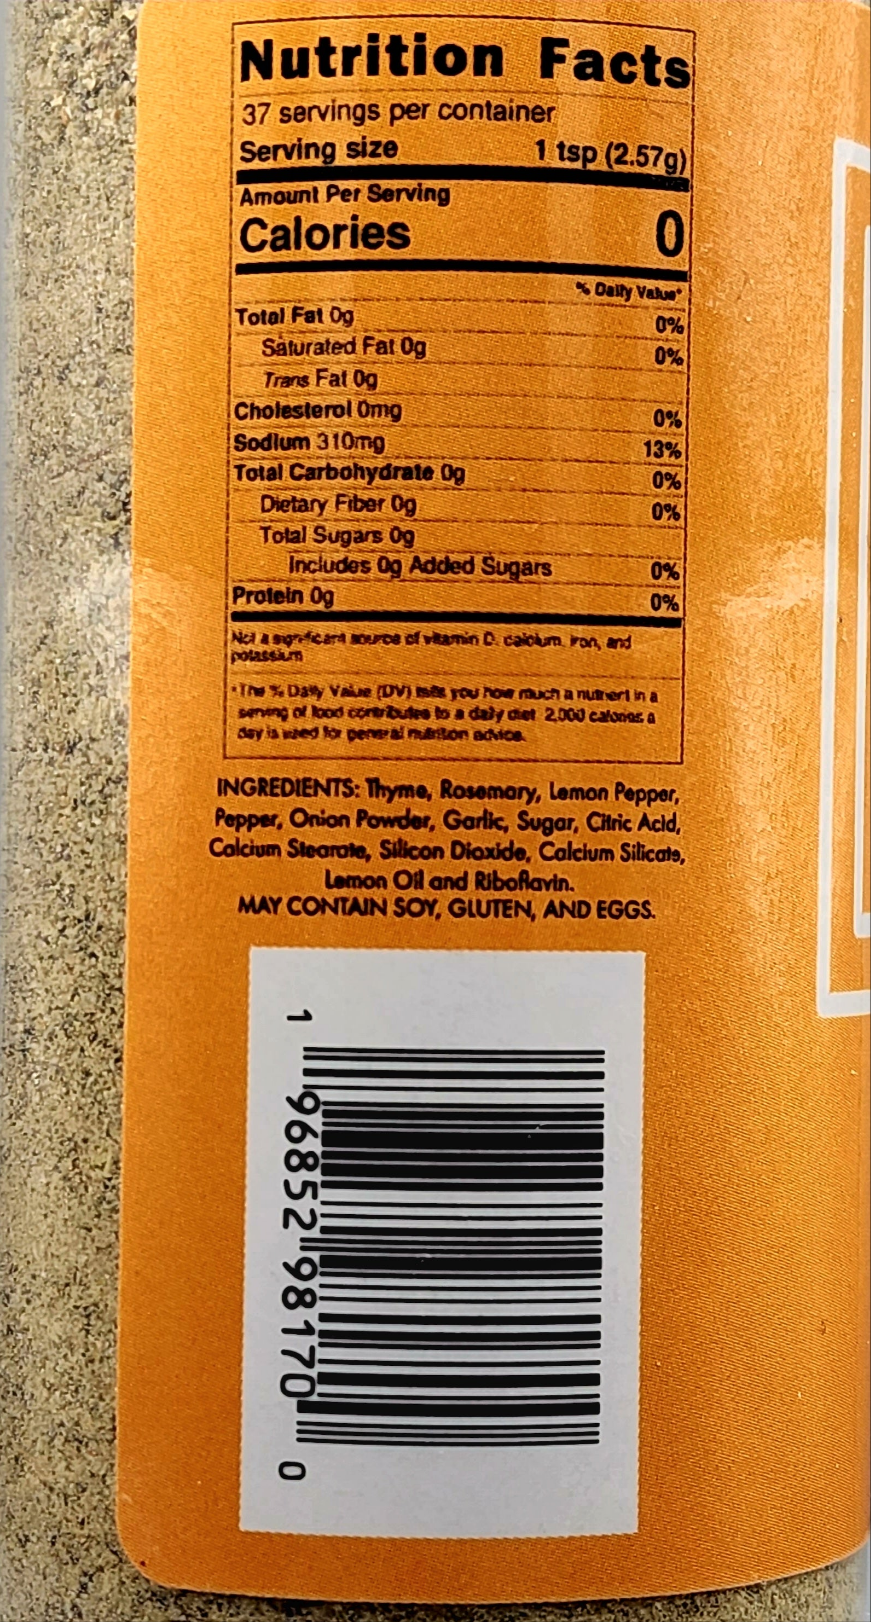 Nutrition Facts
37 servings per container
Serving size 1 tsp (2.57g)
Amount Per Serving
Calories 0
% Daily Value*
Total Fat 0g 0%
Saturated Fat 0g 0%
Trans Fat 0g
Cholesterol 0mg 0%
Sodium 310mg 13%
Total Carbohydrate 0g 0%
Dietary Fiber 0g 0%
Total Sugars 0g
Includes 0g Added Sugars 0%
Protein 0g 0%
Not a significant source of vitamin D, calcium, iron, and
potassium
*The % Daily Value (DV) tells you how much a nutrient in a
serving of food contributes to a daily diet 2,000 calories a
day is used for general nutrition advice.
INGREDIENTS: Thyme, Rosemary, Lemon Pepper,
Pepper, Onion Powder, Garlic, Sugar, Citric Acid,
Calcium Stearate, Silicon Dioxide, Calcium Silicate,
Lemon Oil and Riboflavin.
MAY CONTAIN SOY, GLUTEN, AND EGGS.
1 96852 98170 0